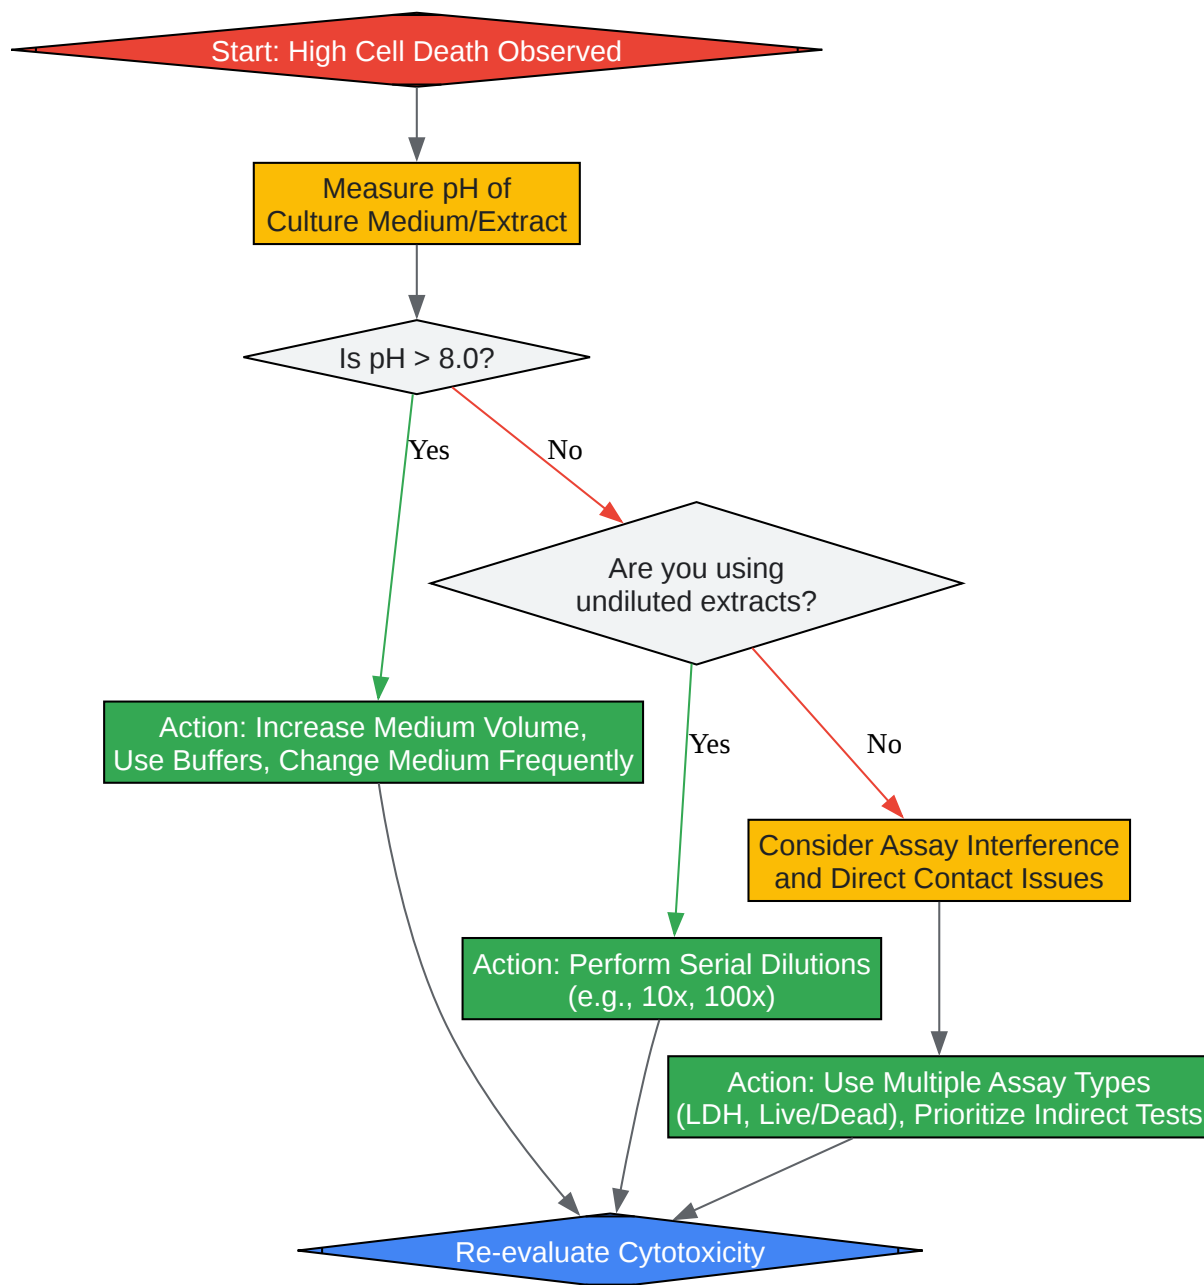 Start: High Cell Death Observed
Measure pH of
Culture Medium/Extract
Is pH > 8.0?
Yes
No
Are you using
undiluted extracts?
Action: Increase Medium Volume,
Use Buffers, Change Medium Frequently
Yes
No
Consider Assay Interference
and Direct Contact Issues
Action: Perform Serial Dilutions
(e.g., 10x, 100x)
Action: Use Multiple Assay Types
(LDH, Live/Dead), Prioritize Indirect Tests
Re-evaluate Cytotoxicity